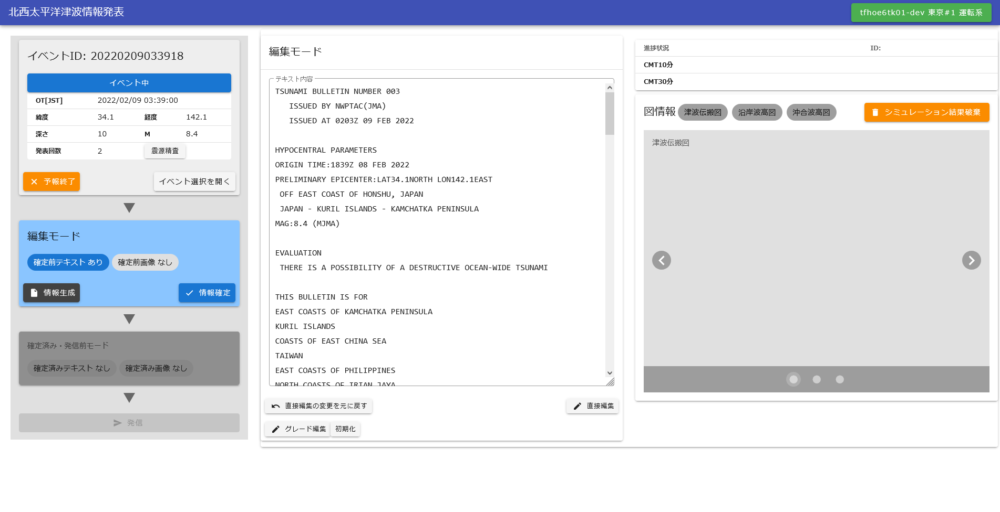 北西太平洋津波情報発表
tfhoe6tk01-dev 東京#1 運転系
イベントID: 20220209033918
イベント中
OT[JST] 2022/02/09 03:39:00
緯度 34.1 経度 142.1
深さ 10 M 8.4
発表回数 2 震源精査
予報終了 イベント選択を開く
編集モード
確定前テキスト あり 確定前画像 なし
情報生成 情報確定
確定済み・発信前モード
確定済みテキスト なし 確定済み画像 なし
発信
編集モード
テキスト内容
TSUNAMI BULLETIN NUMBER 003
ISSUED BY NWPTAC(JMA)
ISSUED AT 0203Z 09 FEB 2022
HYPOCENTRAL PARAMETERS
ORIGIN TIME:1839Z 08 FEB 2022
PRELIMINARY EPICENTER:LAT34.1NORTH LON142.1EAST
OFF EAST COAST OF HONSHU, JAPAN
JAPAN - KURIL ISLANDS - KAMCHATKA PENINSULA
MAG:8.4 (MJMA)
EVALUATION
THERE IS A POSSIBILITY OF A DESTRUCTIVE OCEAN-WIDE TSUNAMI
THIS BULLETIN IS FOR
EAST COASTS OF KAMCHATKA PENINSULA
KURIL ISLANDS
COASTS OF EAST CHINA SEA
TAIWAN
EAST COASTS OF PHILIPPINES
NORTH COASTS OF IRIAN JAYA
直接編集の変更を元に戻す 直接編集
グレード編集 初期化
進捗状況 ID:
CMT10分
CMT30分
図情報 津波伝搬図 沿岸波高図 沖合波高図 シミュレーション結果破棄
津波伝搬図